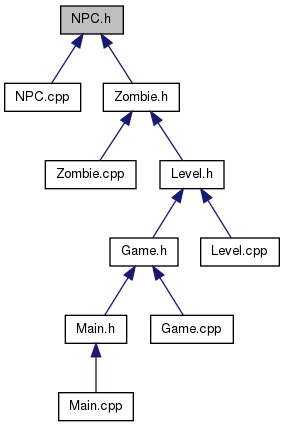 NPC.h
NPC.cpp
Zombie.h
Zombie.cpp
Level.h
Game.h
Level.cpp
Main.h
Game.cpp
Main.cpp